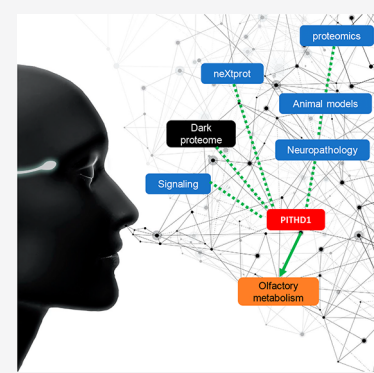 proteomics
neXtprot
Animal models
Dark
proteome
Neuropathology
Signaling
PITHD1
Olfactory
metabolism